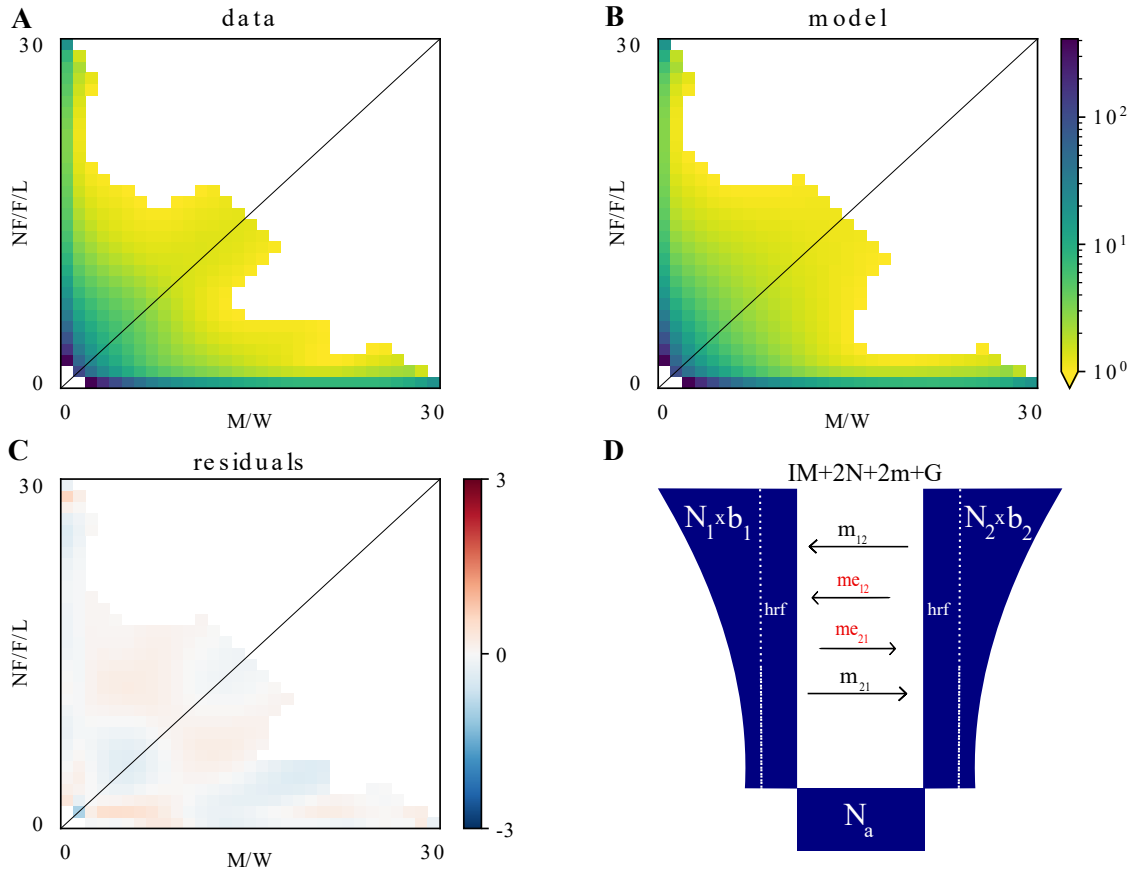 A
data
30
NF/F/L
0
0
M/W
30
B
model
30
NF/F/L
0
0
M/W
30
10²
10¹
10⁰
C
residuals
30
NF/F/L
0
0
M/W
30
3
0
-3
D
IM+2N+2m+G
N₁xb₁
N₂xb₂
m₁₂
me₁₂
hrf
hrf
me₂₁
m₂₁
Nₐ